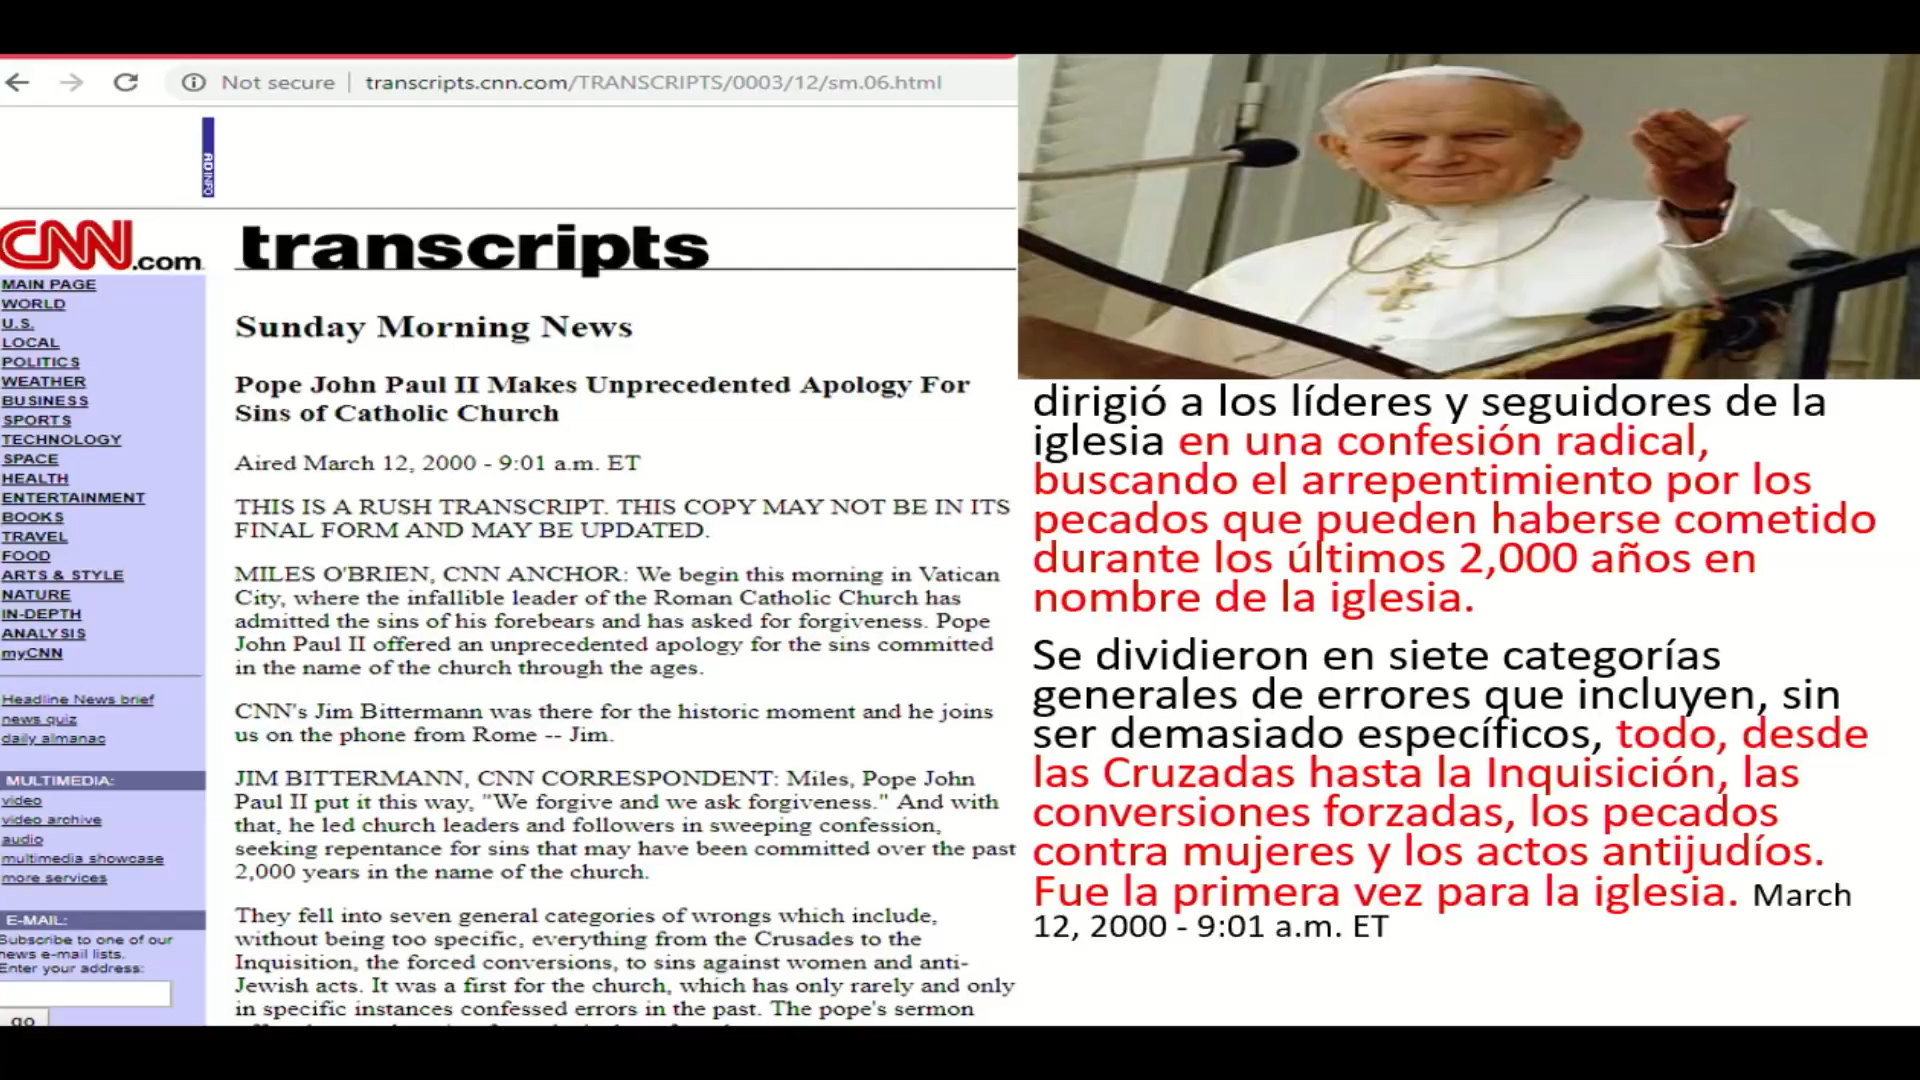 Not secure | transcripts.cnn.com/TRANSCRIPTS/0003/12/sm.06.html
AD INFO
CNN.com
transcripts
MAIN PAGE
WORLD
U.S.
LOCAL
POLITICS
WEATHER
BUSINESS
SPORTS
TECHNOLOGY
SPACE
HEALTH
ENTERTAINMENT
BOOKS
TRAVEL
FOOD
ARTS & STYLE
NATURE
IN-DEPTH
ANALYSIS
myCNN
Headline News brief
news quiz
daily almanac
MULTIMEDIA:
video
video archive
audio
multimedia showcase
more services
E-MAIL:
Subscribe to one of our
news e-mail lists.
Enter your address:
go
Sunday Morning News
Pope John Paul II Makes Unprecedented Apology For
Sins of Catholic Church
Aired March 12, 2000 - 9:01 a.m. ET
THIS IS A RUSH TRANSCRIPT. THIS COPY MAY NOT BE IN ITS
FINAL FORM AND MAY BE UPDATED.
MILES O'BRIEN, CNN ANCHOR: We begin this morning in Vatican
City, where the infallible leader of the Roman Catholic Church has
admitted the sins of his forebears and has asked for forgiveness. Pope
John Paul II offered an unprecedented apology for the sins committed
in the name of the church through the ages.
CNN's Jim Bittermann was there for the historic moment and he joins
us on the phone from Rome -- Jim.
JIM BITTERMANN, CNN CORRESPONDENT: Miles, Pope John
Paul II put it this way, "We forgive and we ask forgiveness." And with
that, he led church leaders and followers in sweeping confession,
seeking repentance for sins that may have been committed over the past
2,000 years in the name of the church.
They fell into seven general categories of wrongs which include,
without being too specific, everything from the Crusades to the
Inquisition, the forced conversions, to sins against women and anti-
Jewish acts. It was a first for the church, which has only rarely and only
in specific instances confessed errors in the past. The pope's sermon
dirigió a los líderes y seguidores de la
iglesia en una confesión radical,
buscando el arrepentimiento por los
pecados que pueden haberse cometido
durante los últimos 2,000 años en
nombre de la iglesia.
Se dividieron en siete categorías
generales de errores que incluyen, sin
ser demasiado específicos, todo, desde
las Cruzadas hasta la Inquisición, las
conversiones forzadas, los pecados
contra mujeres y los actos antijudíos.
Fue la primera vez para la iglesia. March
12, 2000 - 9:01 a.m. ET